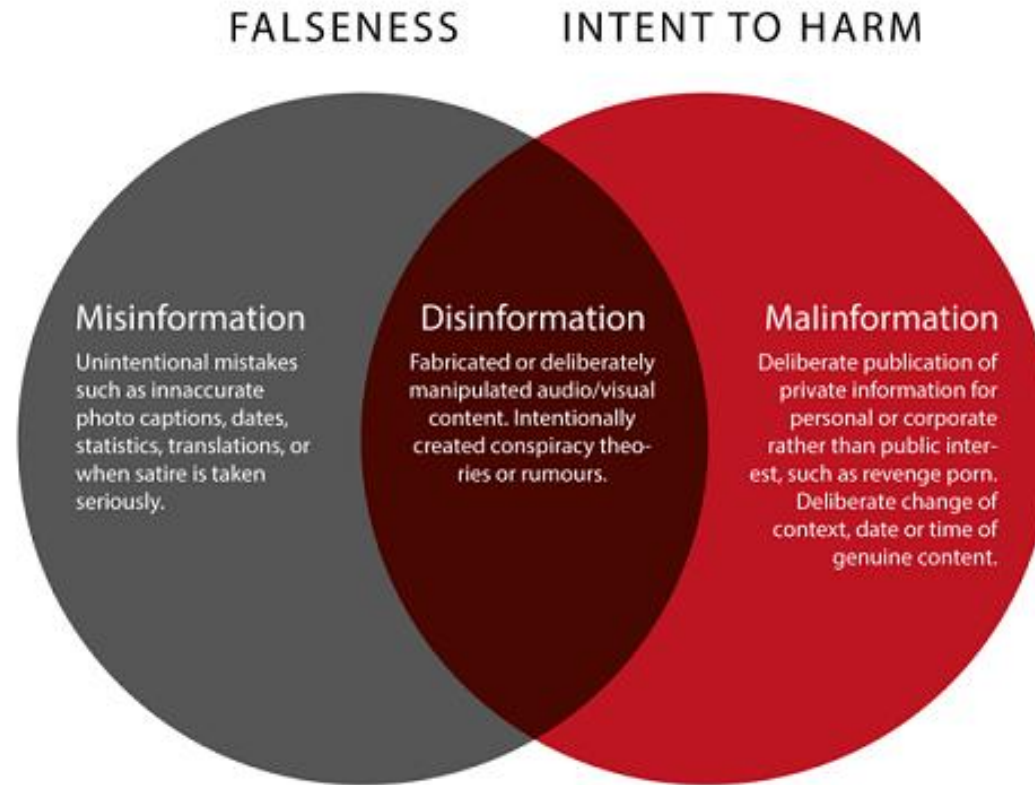 FALSENESS
INTENT TO HARM
Misinformation
Unintentional mistakes
such as innaccurate
photo captions, dates,
statistics, translations, or
when satire is taken
seriously.
Disinformation
Fabricated or deliberately
manipulated audio/visual
content. Intentionally
created conspiracy theo-
ries or rumours.
Malinformation
Deliberate publication of
private information for
personal or corporate
rather than public inter-
est, such as revenge porn.
Deliberate change of
context, date or time of
genuine content.